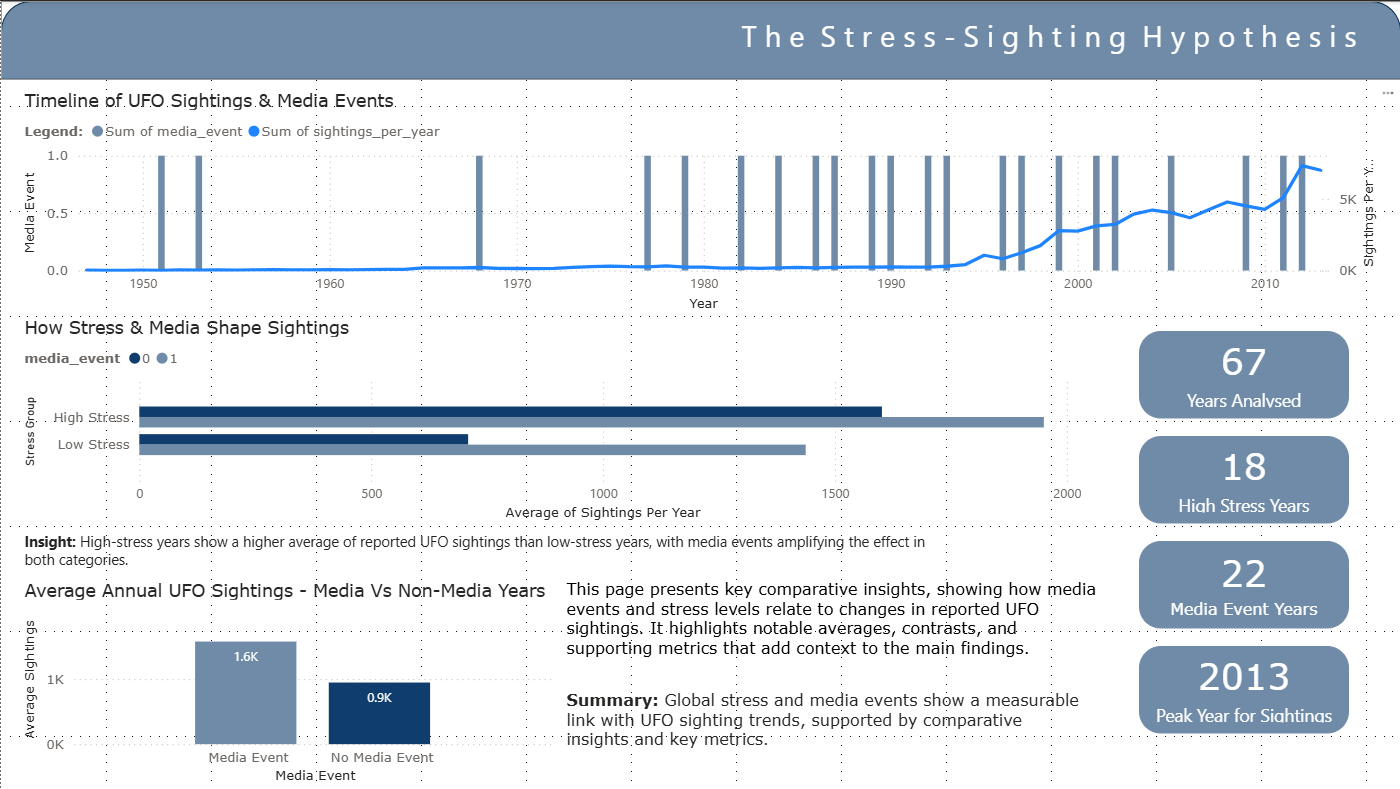 The Stress-Sighting Hypothesis
Timeline of UFO Sightings & Media Events
Legend: Sum of media_event Sum of sightings_per_year
1.0
0.5
0.0
Media Event
5K
0K
Sightings Per Y...
1950 1960 1970 1980 1990 2000 2010
Year
How Stress & Media Shape Sightings
media_event 0 1
Stress Group
High Stress
Low Stress
0 500 1000 1500 2000
Average of Sightings Per Year
67
Years Analysed
18
High Stress Years
22
Media Event Years
2013
Peak Year for Sightings
Insight: High-stress years show a higher average of reported UFO sightings than low-stress years, with media events amplifying the effect in
both categories.
Average Annual UFO Sightings - Media Vs Non-Media Years
Average Sightings
1K
0K
1.6K
0.9K
Media Event No Media Event
Media Event
This page presents key comparative insights, showing how media
events and stress levels relate to changes in reported UFO
sightings. It highlights notable averages, contrasts, and
supporting metrics that add context to the main findings.
Summary: Global stress and media events show a measurable
link with UFO sighting trends, supported by comparative
insights and key metrics.